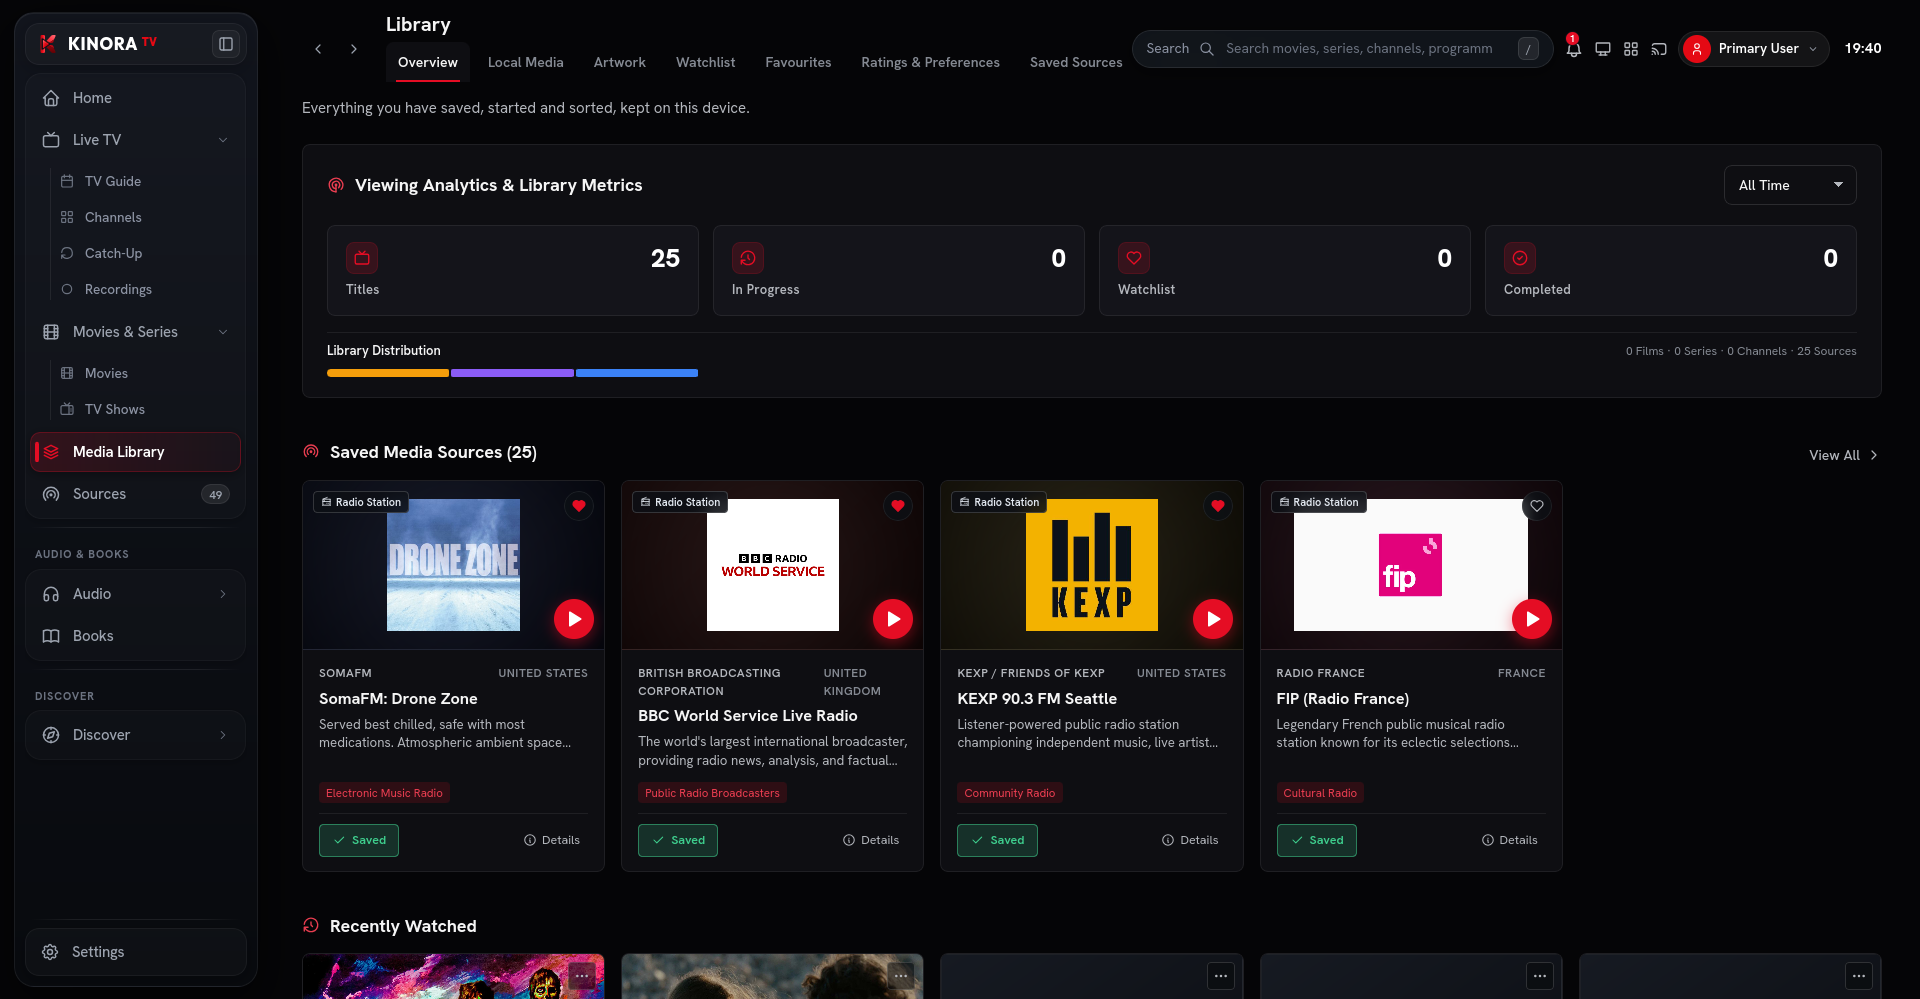 KINORA TV
Home
Live TV
TV Guide
Channels
Catch-Up
Recordings
Movies & Series
Movies
TV Shows
Media Library
Sources 49
AUDIO & BOOKS
Audio
Books
DISCOVER
Discover
Settings
Library
Overview Local Media Artwork Watchlist Favourites Ratings & Preferences Saved Sources
Search Search movies, series, channels, programm /
1
Primary User
19:40
Everything you have saved, started and sorted, kept on this device.
Viewing Analytics & Library Metrics
All Time
25
Titles
0
In Progress
0
Watchlist
0
Completed
Library Distribution
0 Films · 0 Series · 0 Channels · 25 Sources
Saved Media Sources (25)
View All
Radio Station
DRONE ZONE
SOMAFM UNITED STATES
SomaFM: Drone Zone
Served best chilled, safe with most
medications. Atmospheric ambient space...
Electronic Music Radio
Saved Details
Radio Station
BBC RADIO
WORLD SERVICE
BRITISH BROADCASTING UNITED
CORPORATION KINGDOM
BBC World Service Live Radio
The world's largest international broadcaster,
providing radio news, analysis, and factual...
Public Radio Broadcasters
Saved Details
Radio Station
KEXP
KEXP / FRIENDS OF KEXP UNITED STATES
KEXP 90.3 FM Seattle
Listener-powered public radio station
championing independent music, live artist...
Community Radio
Saved Details
Radio Station
fip
RADIO FRANCE FRANCE
FIP (Radio France)
Legendary French public musical radio
station known for its eclectic selections...
Cultural Radio
Saved Details
Recently Watched